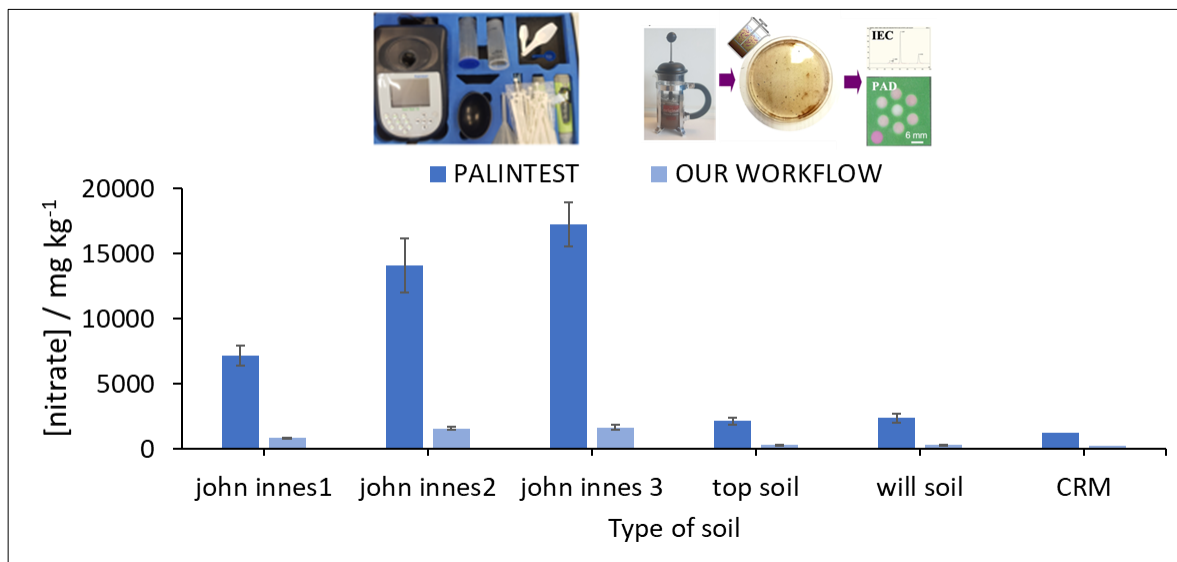 IEC
PAD
6 mm
PALINTEST
OUR WORKFLOW
[nitrate] / mg kg⁻¹
20000
15000
10000
5000
0
john innes1
john innes2
john innes 3
top soil
will soil
CRM
Type of soil